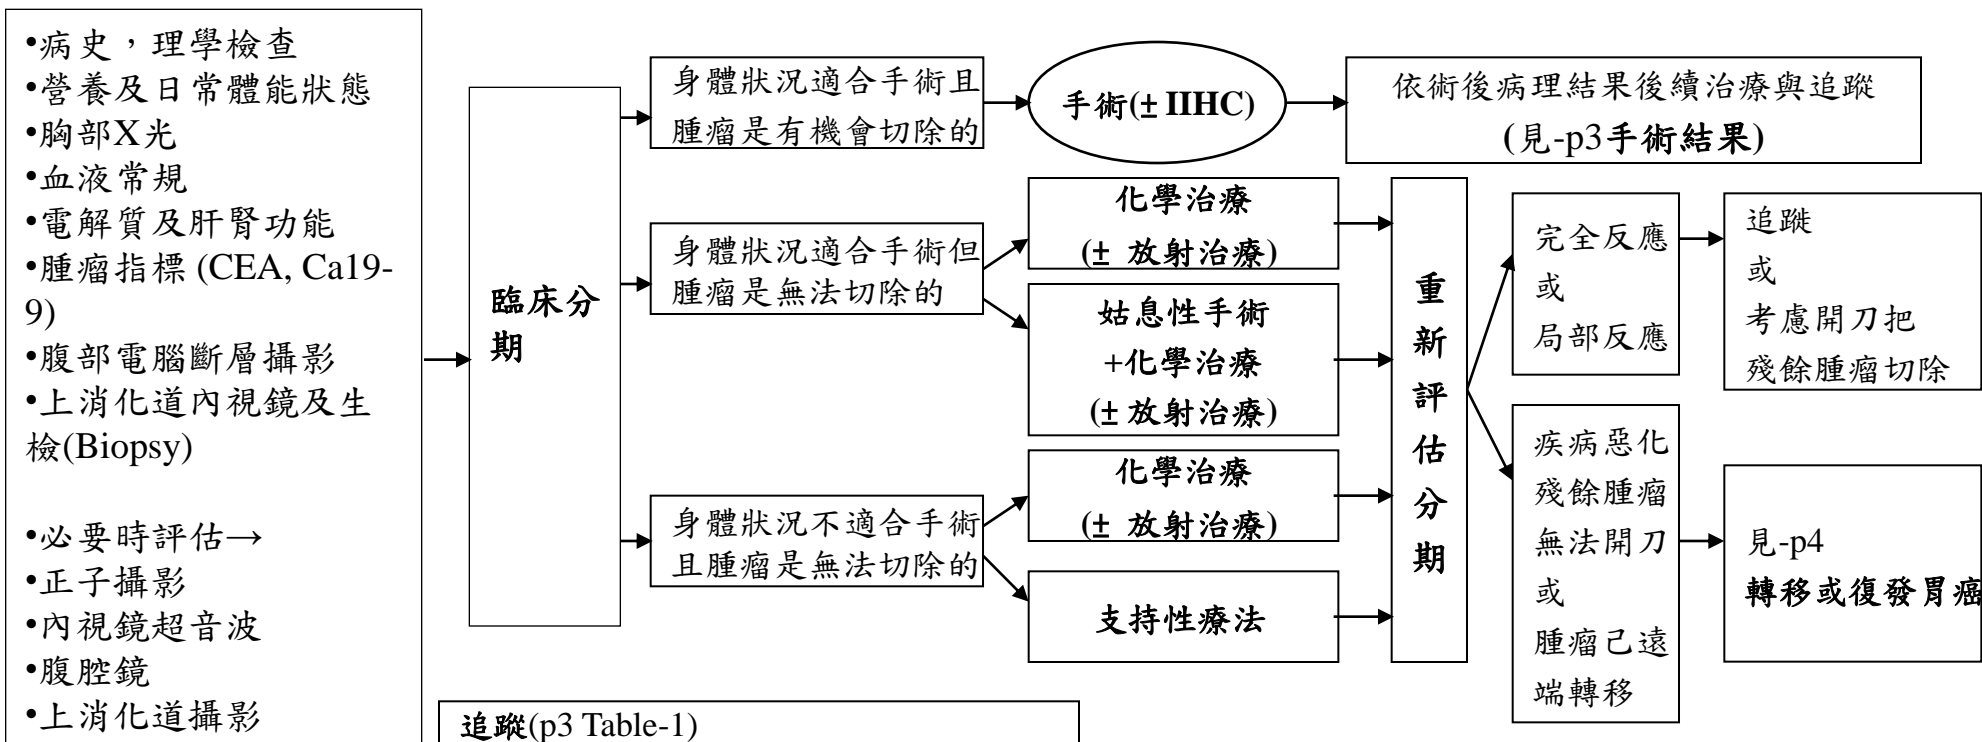 •病史，理學檢查
•營養及日常體能狀態
•胸部X光
•血液常規
•電解質及肝腎功能
•腫瘤指標 (CEA, Ca19-
9)
•腹部電腦斷層攝影
•上消化道內視鏡及生
檢(Biopsy)
•必要時評估→
•正子攝影
•內視鏡超音波
•腹腔鏡
•上消化道攝影
臨床分
期
身體狀況適合手術且
腫瘤是有機會切除的
手術(± IIHC)
依術後病理結果後續治療與追蹤
(見-p3手術結果)
身體狀況適合手術但
腫瘤是無法切除的
化學治療
(± 放射治療)
姑息性手術
+化學治療
(± 放射治療)
身體狀況不適合手術
且腫瘤是無法切除的
化學治療
(± 放射治療)
支持性療法
重
新
評
估
分
期
完全反應
或
局部反應
追蹤
或
考慮開刀把
殘餘腫瘤切除
疾病惡化
殘餘腫瘤
無法開刀
或
腫瘤己遠
端轉移
見-p4
轉移或復發胃癌
追蹤(p3 Table-1)